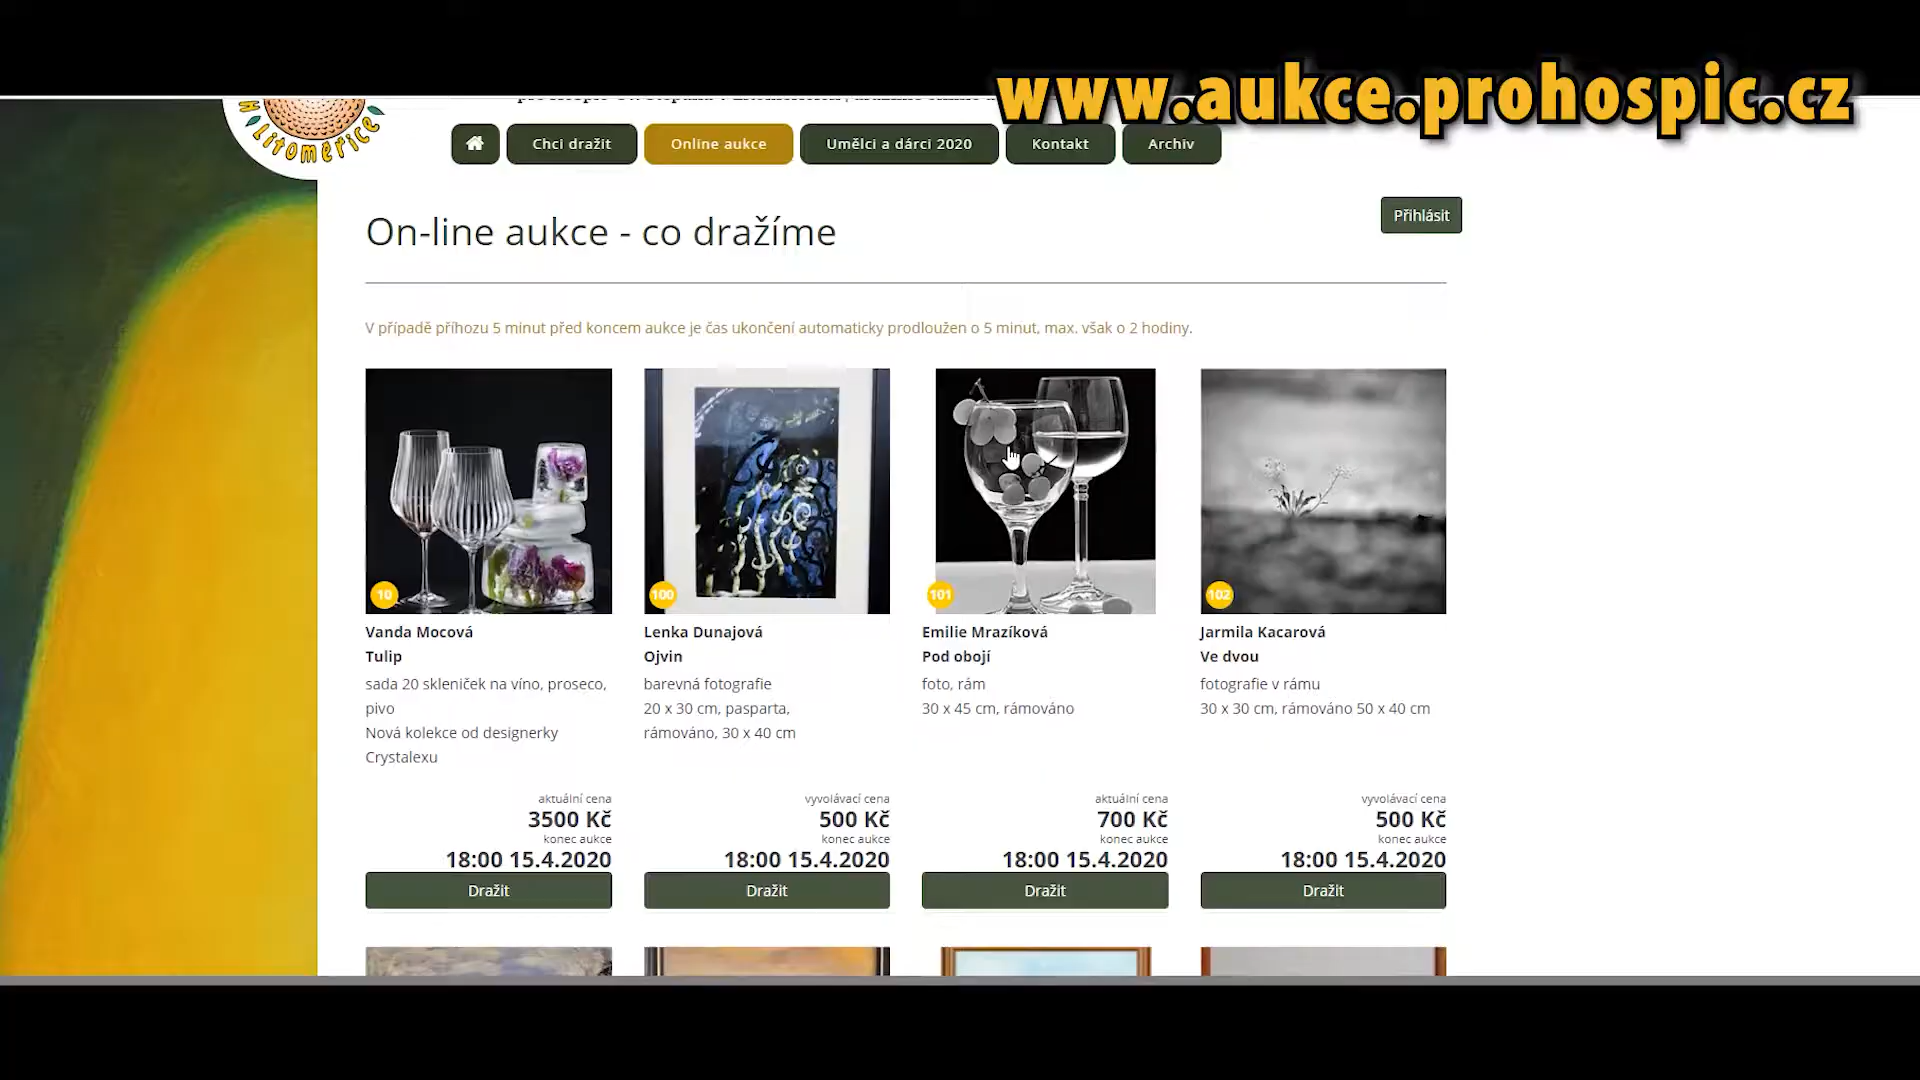 www.aukce.prohospic.cz
Litoměřice
Chci dražit
Online aukce
Umělci a dárci 2020
Kontakt
Archiv
Přihlásit
On-line aukce - co dražíme
V případě příhozu 5 minut před koncem aukce je čas ukončení automaticky prodloužen o 5 minut, max. však o 2 hodiny.
10
Vanda Mocová
Tulip
sada 20 skleniček na víno, proseco,
pivo
Nová kolekce od designerky
Crystalexu
aktuální cena
3500 Kč
konec aukce
18:00 15.4.2020
Dražit
100
Lenka Dunajová
Ojvin
barevná fotografie
20 x 30 cm, pasparta,
rámováno, 30 x 40 cm
vyvolávací cena
500 Kč
konec aukce
18:00 15.4.2020
Dražit
101
Emilie Mrazíková
Pod obojí
foto, rám
30 x 45 cm, rámováno
aktuální cena
700 Kč
konec aukce
18:00 15.4.2020
Dražit
102
Jarmila Kacarová
Ve dvou
fotografie v rámu
30 x 30 cm, rámováno 50 x 40 cm
vyvolávací cena
500 Kč
konec aukce
18:00 15.4.2020
Dražit